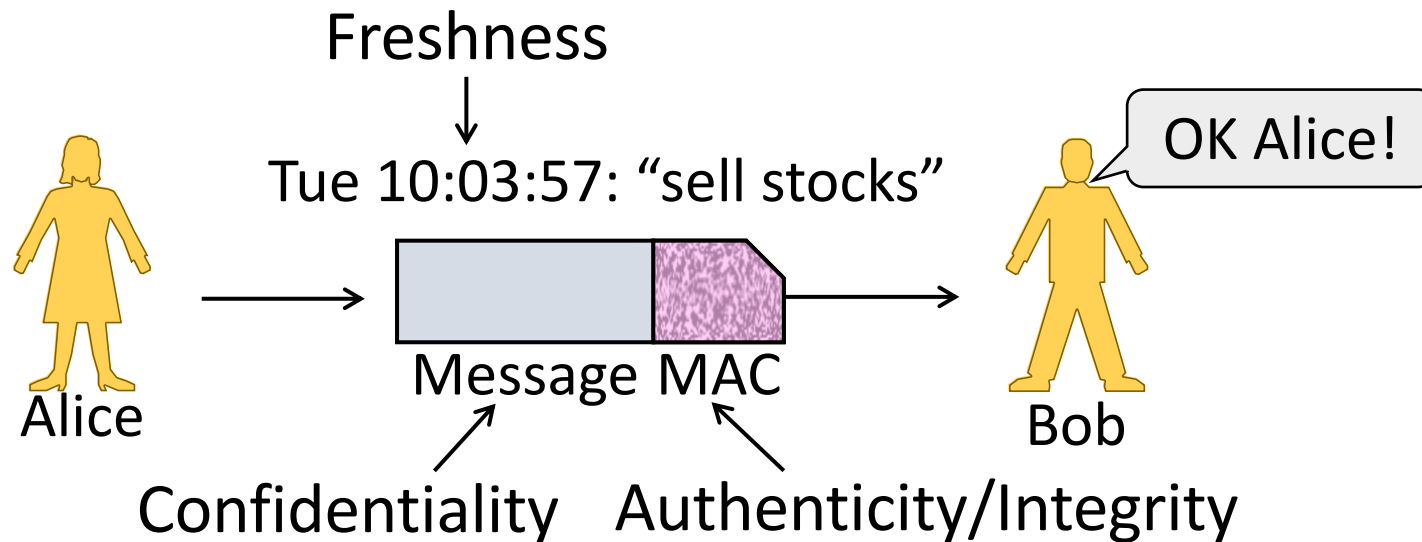 Freshness
OK Alice!
Tue 10:03:57: “sell stocks”
Message MAC
Alice
Bob
Confidentiality
Authenticity/Integrity